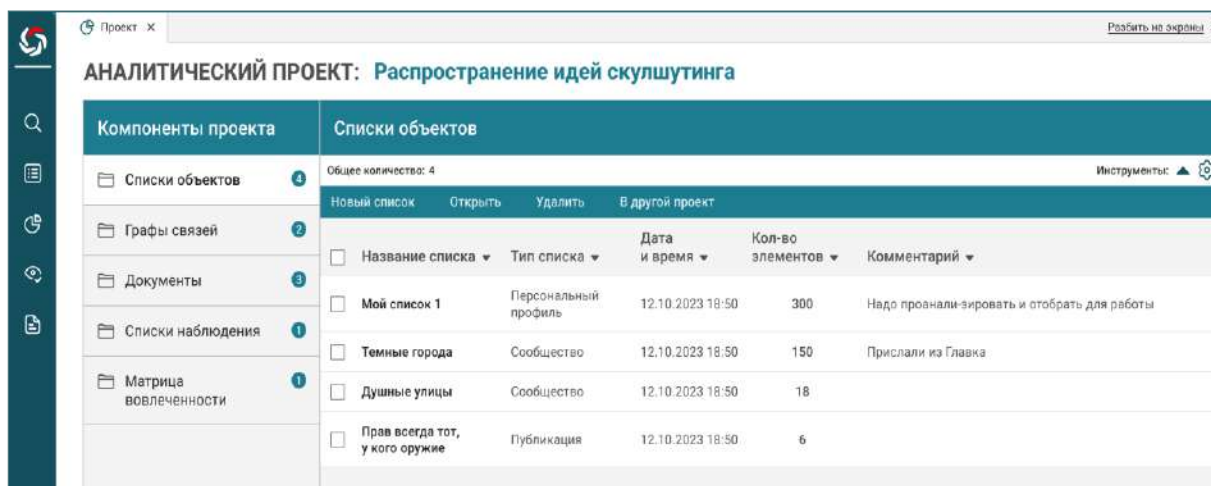 Проект ×
Разбить на экраны
АНАЛИТИЧЕСКИЙ ПРОЕКТ: Распространение идей скулшутинга
Компоненты проекта
Списки объектов 4
Графы связей 2
Документы 3
Списки наблюдения 1
Матрица
вовлеченности 1
Списки объектов
Общее количество: 4
Инструменты:
Новый список Открыть Удалить В другой проект
Название списка Тип списка Дата
и время Кол-во
элементов Комментарий
Мой список 1 Персональный
профиль 12.10.2023 18:50 300 Надо проанали-зировать и отобрать для работы
Темные города Сообщество 12.10.2023 18:50 150 Прислали из Главка
Душные улицы Сообщество 12.10.2023 18:50 18
Прав всегда тот,
у кого оружие Публикация 12.10.2023 18:50 6